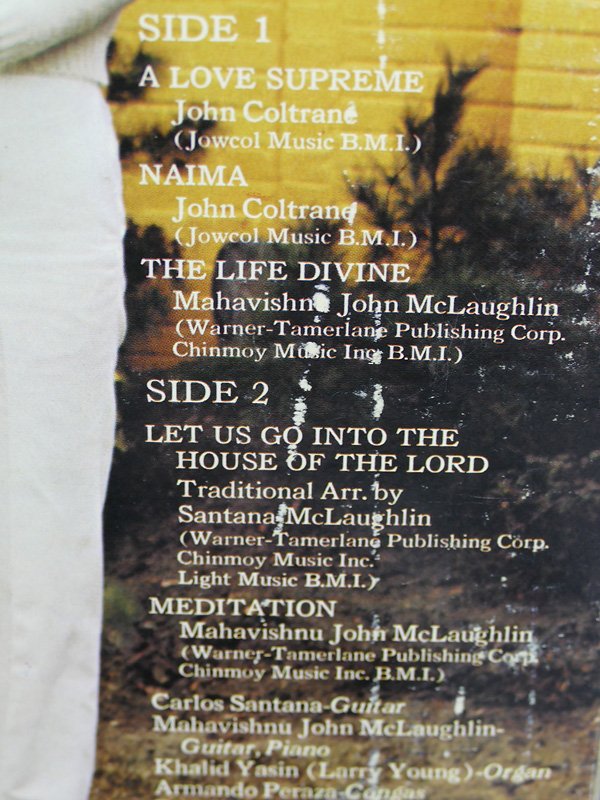 SIDE 1
A LOVE SUPREME
John Coltrane
(Jowcol Music B.M.I.)
NAIMA
John Coltrane
(Jowcol Music B.M.I.)
THE LIFE DIVINE
Mahavishnu John McLaughlin
(Warner-Tamerlane Publishing Corp.
Chinmoy Music Inc. B.M.I.)
SIDE 2
LET US GO INTO THE
HOUSE OF THE LORD
Traditional Arr. by
Santana-McLaughlin
(Warner-Tamerlane Publishing Corp.
Chinmoy Music Inc.
Light Music B.M.I.)
MEDITATION
Mahavishnu John McLaughlin
(Warner-Tamerlane Publishing Corp.
Chinmoy Music Inc. B.M.I.)
Carlos Santana-Guitar
Mahavishnu John McLaughlin-
Guitar, Piano
Khalid Yasin (Larry Young)-Organ
Armando Peraza-Congas